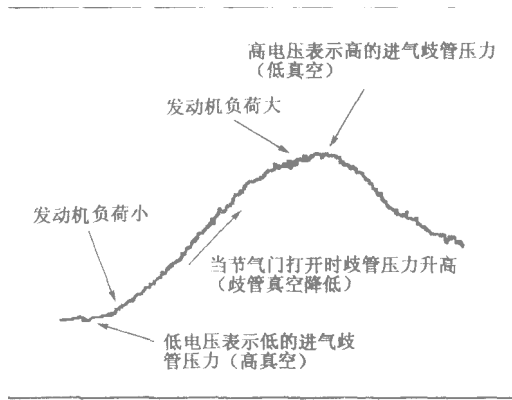 高电压表示高的进气歧管压力
（低真空）
发动机负荷大
发动机负荷小
当节气门打开时歧管压力升高
（歧管真空降低）
低电压表示低的进气歧
管压力（高真空）